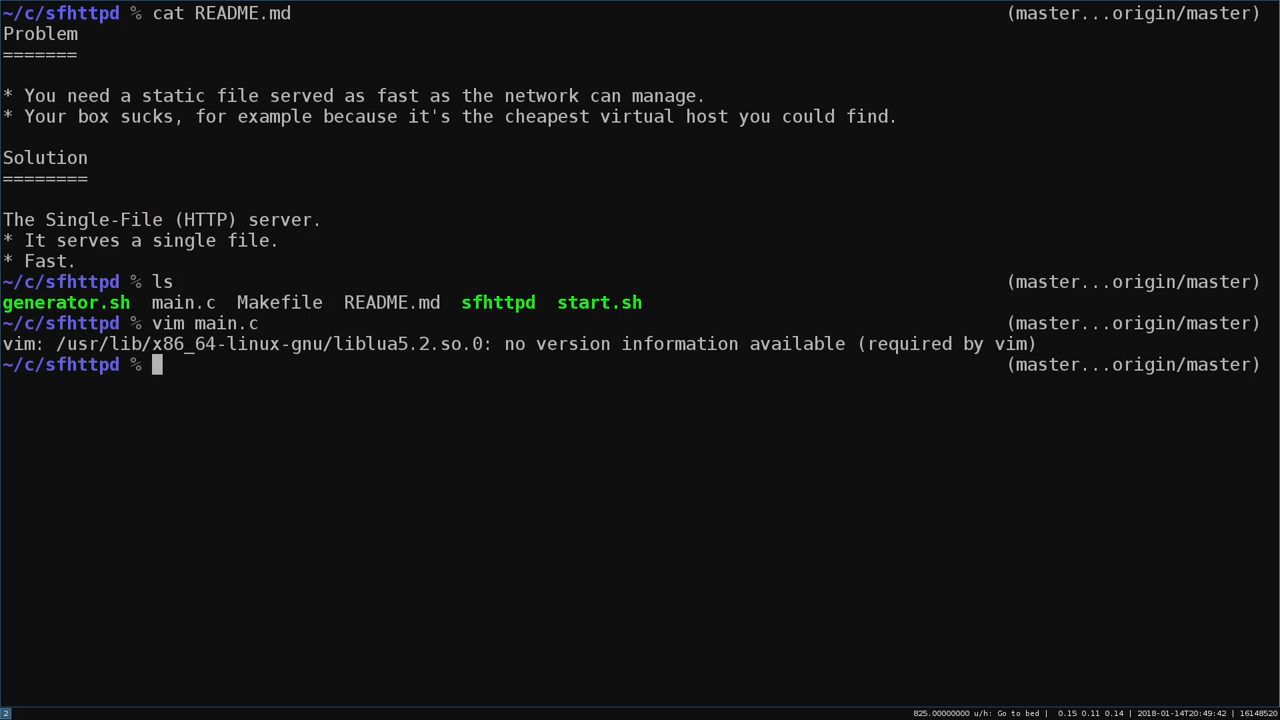 ~/c/sfhttpd % cat README.md (master...origin/master)
Problem
=======
* You need a static file served as fast as the network can manage.
* Your box sucks, for example because it's the cheapest virtual host you could find.
Solution
========
The Single-File (HTTP) server.
* It serves a single file.
* Fast.
~/c/sfhttpd % ls (master...origin/master)
generator.sh main.c Makefile README.md sfhttpd start.sh
~/c/sfhttpd % vim main.c (master...origin/master)
vim: /usr/lib/x86_64-linux-gnu/liblua5.2.so.0: no version information available (required by vim)
~/c/sfhttpd % (master...origin/master)
2 825.00000000 u/h: Go to bed | 0.15 0.11 0.14 | 2018-01-14T20:49:42 | 16148520